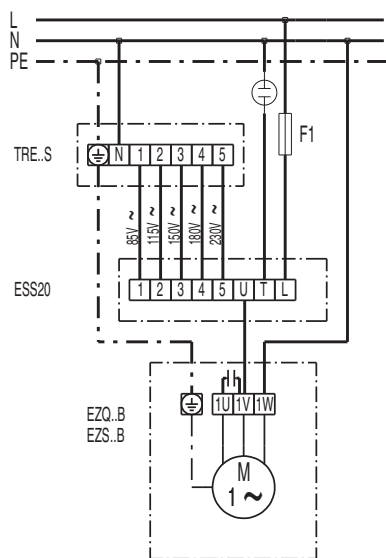 L
N
PE
F1
TRE..S
N 1 2 3 4 5
85V ~
115V ~
150V ~
180V ~
230V ~
ESS20
1 2 3 4 5 U T L
EZQ..B
EZS..B
1U 1V 1W
M
1 ~